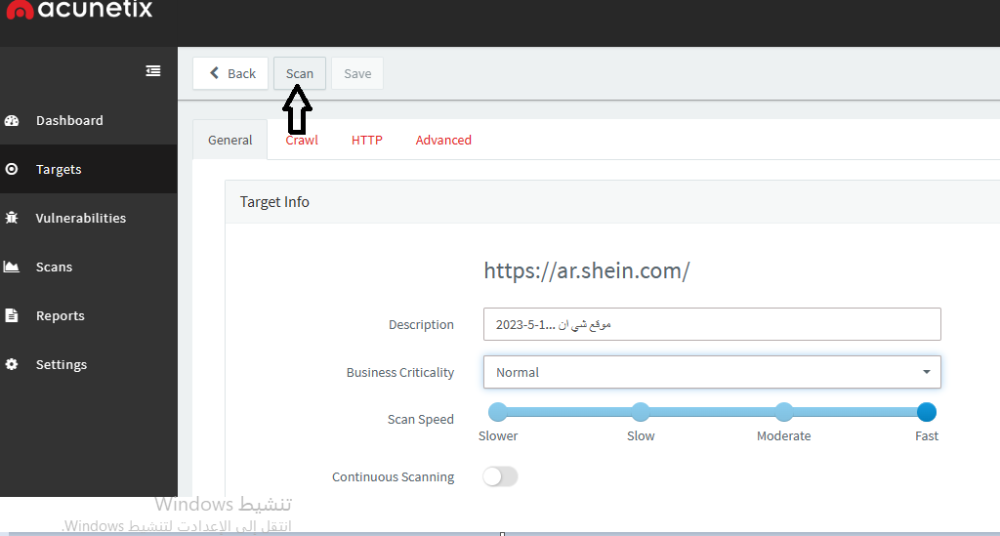 acunetix
Back Scan Save
Dashboard
Targets
Vulnerabilities
Scans
Reports
Settings
General Crawl HTTP Advanced
Target Info
https://ar.shein.com/
Description موقع شي ان ...1-5-2023
Business Criticality Normal
Scan Speed
Slower Slow Moderate Fast
Continuous Scanning
تنشيط Windows
انتقل إلى الإعدادت لتنشيط Windows.